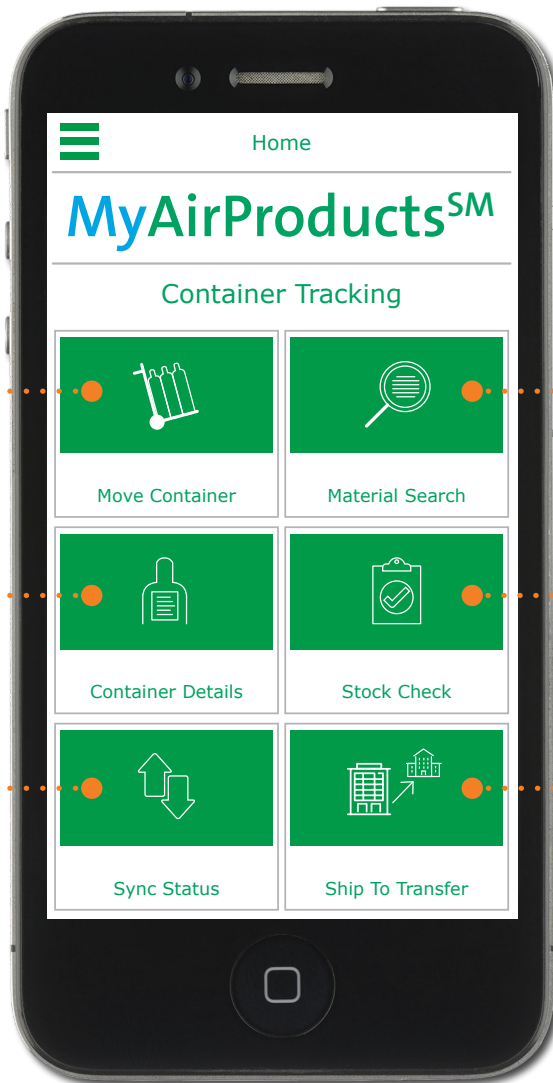 Home
MyAirProducts℠
Container Tracking
Move Container
Material Search
Container Details
Stock Check
Sync Status
Ship To Transfer